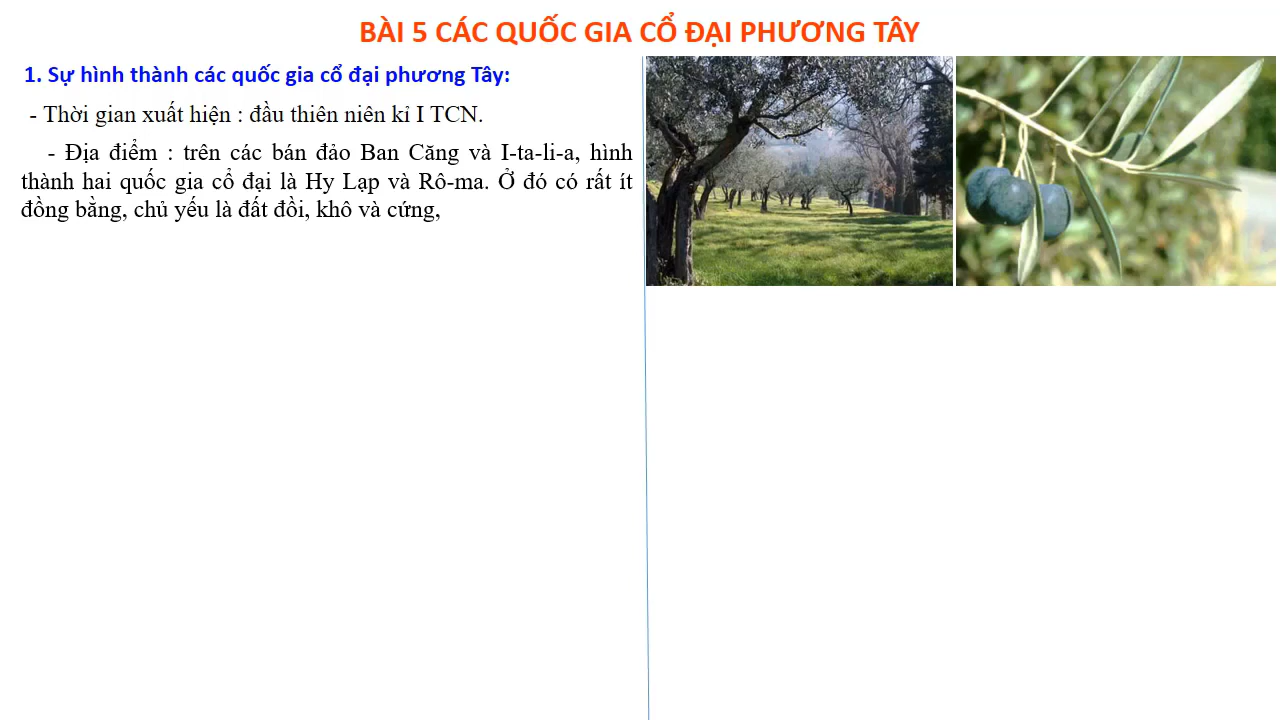 BÀI 5 CÁC QUỐC GIA CỔ ĐẠI PHƯƠNG TÂY
1. Sự hình thành các quốc gia cổ đại phương Tây:
- Thời gian xuất hiện : đầu thiên niên kỉ I TCN.
- Địa điểm : trên các bán đảo Ban Căng và I-ta-li-a, hình
thành hai quốc gia cổ đại là Hy Lạp và Rô-ma. Ở đó có rất ít
đồng bằng, chủ yếu là đất đồi, khô và cứng,